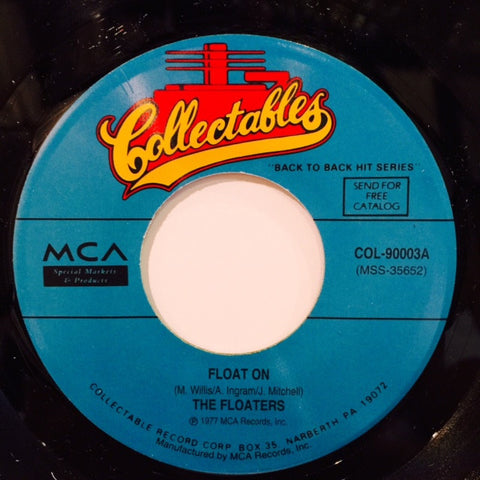 Collectables
"BACK TO BACK HIT SERIES"
SEND FOR
FREE
CATALOG
MCA
Special Markets
& Products
COL-90003A
(MSS-35652)
FLOAT ON
(M. Willis/A. Ingram/J. Mitchell)
THE FLOATERS
℗ 1977 MCA Records, Inc.
COLLECTABLE RECORD CORP BOX 35, NARBERTH PA 19072
Manufactured by MCA Records, Inc.